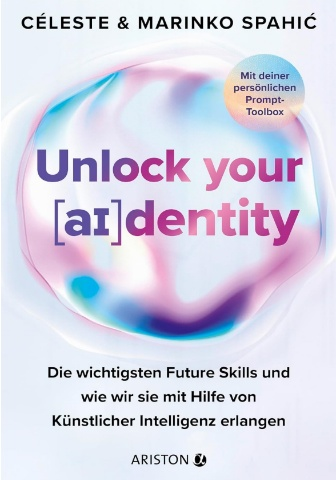 CÉLESTE & MARINKO SPAHIĆ
Mit deiner
persönlichen
Prompt-
Toolbox
Unlock your
[aɪ]dentity
Die wichtigsten Future Skills und
wie wir sie mit Hilfe von
Künstlicher Intelligenz erlangen
ARISTON